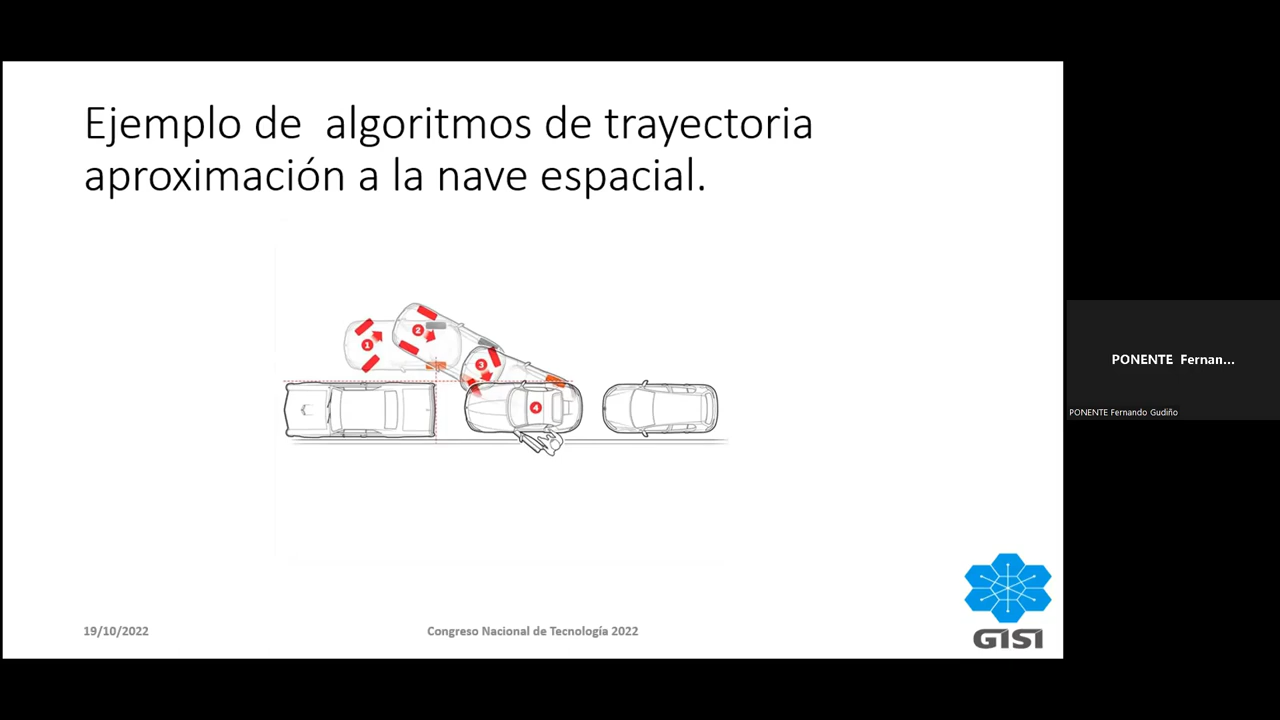 Ejemplo de algoritmos de trayectoria
aproximación a la nave espacial.
1
2
3
4
19/10/2022
Congreso Nacional de Tecnología 2022
GISI
PONENTE Fernan...
PONENTE Fernando Gudiño